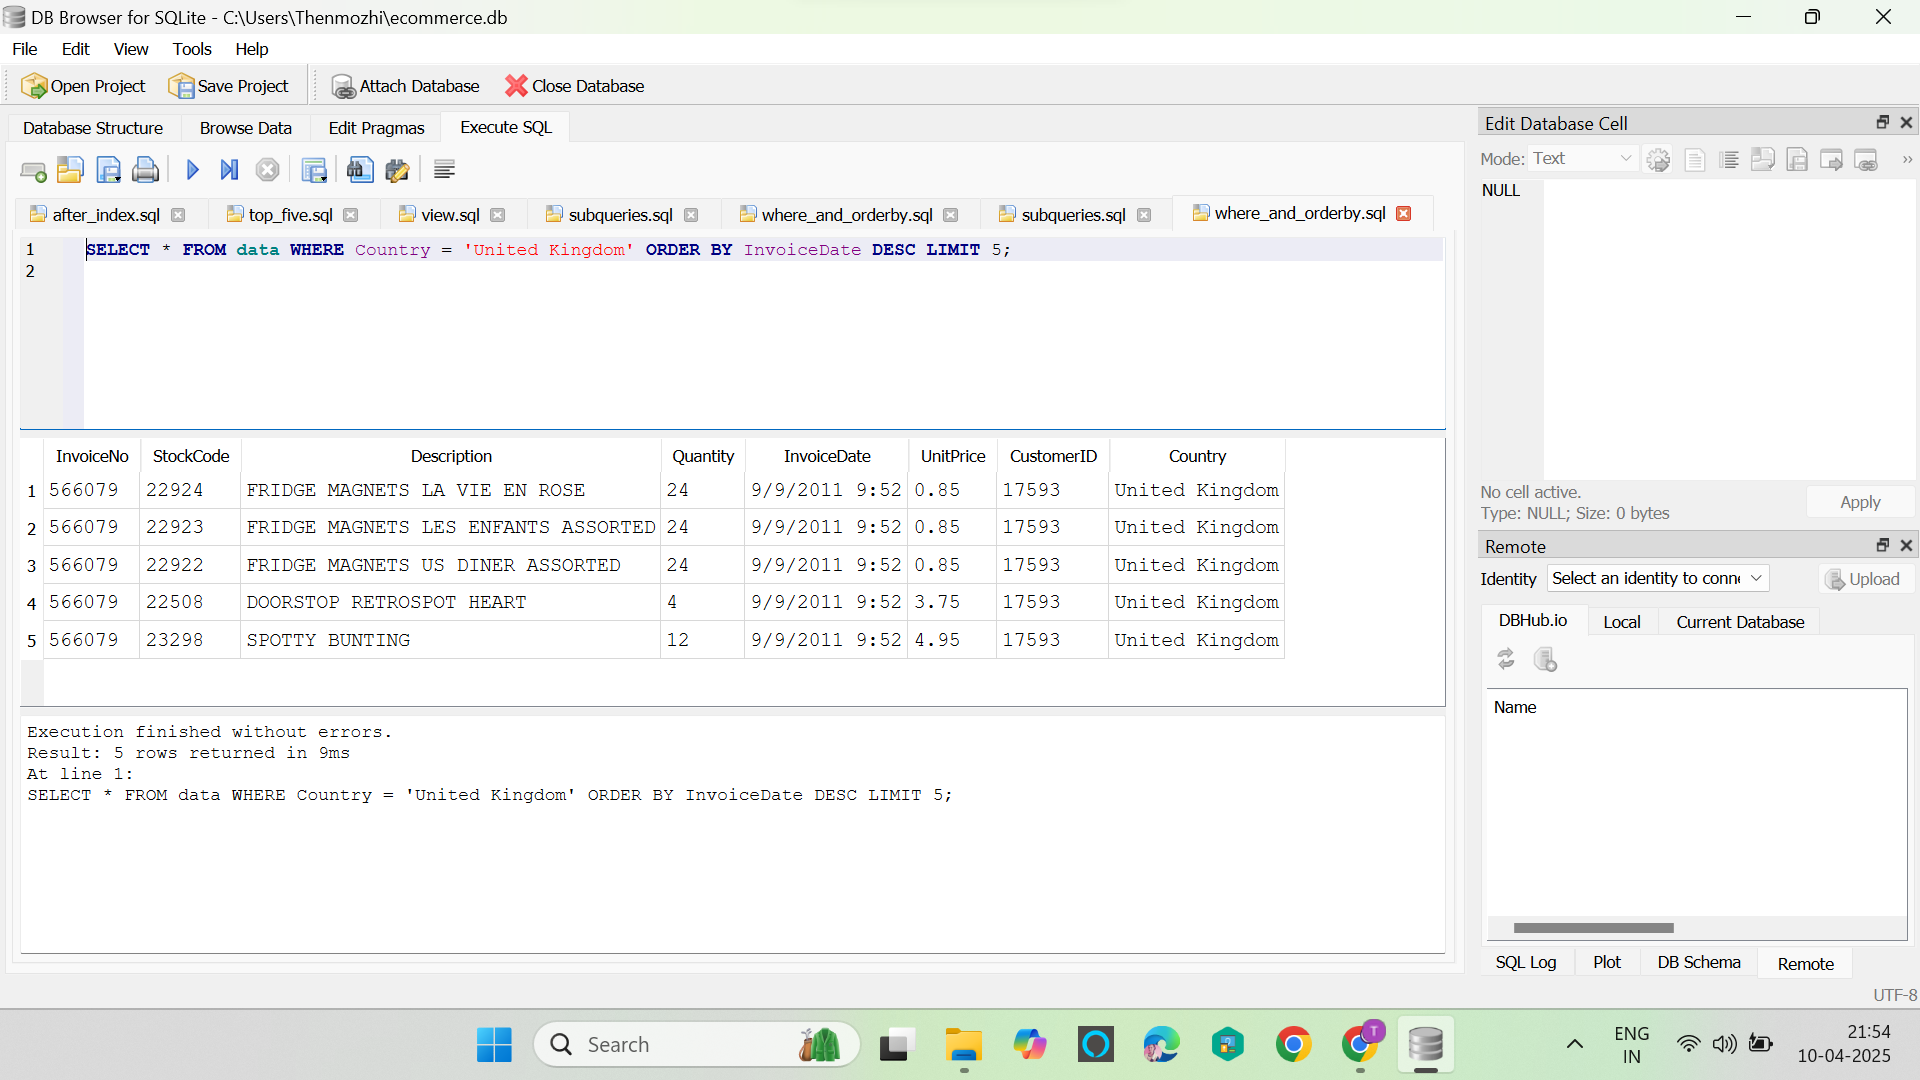 DB Browser for SQLite - C:\Users\Thenmozhi\ecommerce.db
File Edit View Tools Help
Open Project Save Project Attach Database Close Database
Database Structure Browse Data Edit Pragmas Execute SQL
after_index.sql top_five.sql view.sql subqueries.sql where_and_orderby.sql subqueries.sql where_and_orderby.sql
1 SELECT * FROM data WHERE Country = 'United Kingdom' ORDER BY InvoiceDate DESC LIMIT 5;
2
InvoiceNo StockCode Description Quantity InvoiceDate UnitPrice CustomerID Country
1 566079 22924 FRIDGE MAGNETS LA VIE EN ROSE 24 9/9/2011 9:52 0.85 17593 United Kingdom
2 566079 22923 FRIDGE MAGNETS LES ENFANTS ASSORTED 24 9/9/2011 9:52 0.85 17593 United Kingdom
3 566079 22922 FRIDGE MAGNETS US DINER ASSORTED 24 9/9/2011 9:52 0.85 17593 United Kingdom
4 566079 22508 DOORSTOP RETROSPOT HEART 4 9/9/2011 9:52 3.75 17593 United Kingdom
5 566079 23298 SPOTTY BUNTING 12 9/9/2011 9:52 4.95 17593 United Kingdom
Execution finished without errors.
Result: 5 rows returned in 9ms
At line 1:
SELECT * FROM data WHERE Country = 'United Kingdom' ORDER BY InvoiceDate DESC LIMIT 5;
Edit Database Cell
Mode: Text
NULL
No cell active.
Type: NULL; Size: 0 bytes
Apply
Remote
Identity Select an identity to conn Upload
DBHub.io Local Current Database
Name
SQL Log Plot DB Schema Remote
UTF-8
Search
T
ENG
IN
21:54
10-04-2025